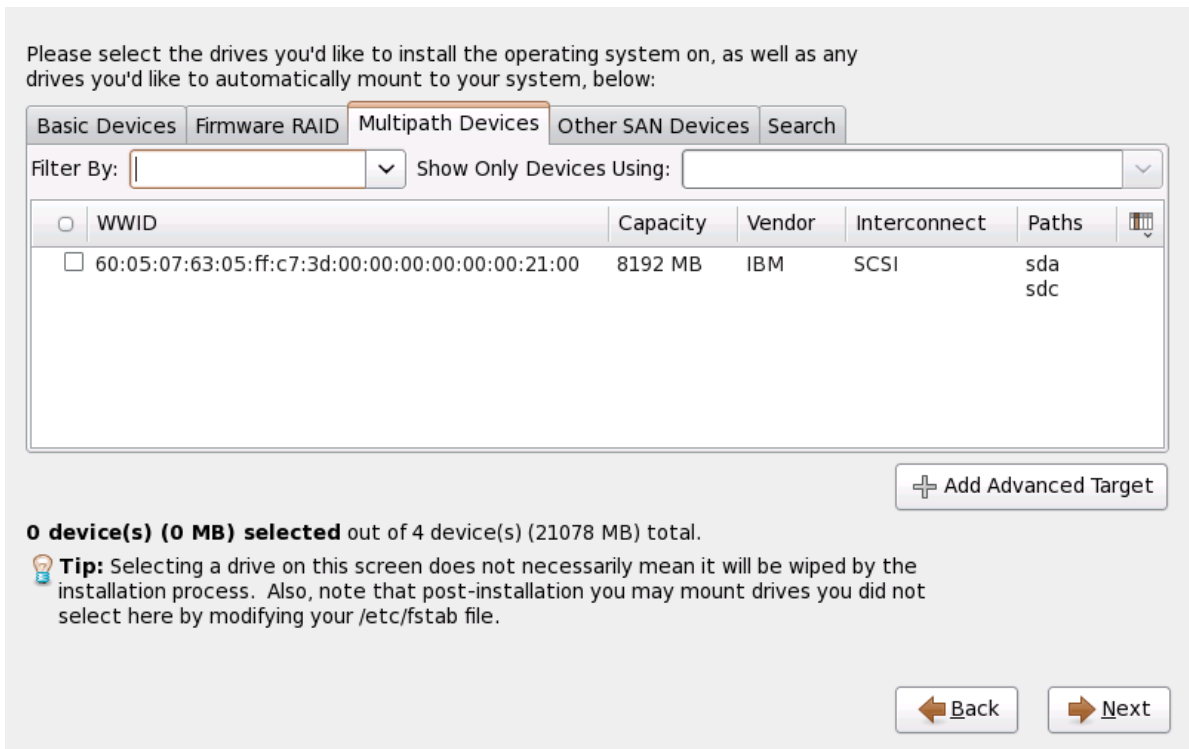 Please select the drives you'd like to install the operating system on, as well as any
drives you'd like to automatically mount to your system, below:
Basic Devices Firmware RAID Multipath Devices Other SAN Devices Search
Filter By: Show Only Devices Using:
WWID Capacity Vendor Interconnect Paths
60:05:07:63:05:ff:c7:3d:00:00:00:00:00:00:21:00 8192 MB IBM SCSI sda
sdc
Add Advanced Target
0 device(s) (0 MB) selected out of 4 device(s) (21078 MB) total.
Tip: Selecting a drive on this screen does not necessarily mean it will be wiped by the
installation process.  Also, note that post-installation you may mount drives you did not
select here by modifying your /etc/fstab file.
Back Next